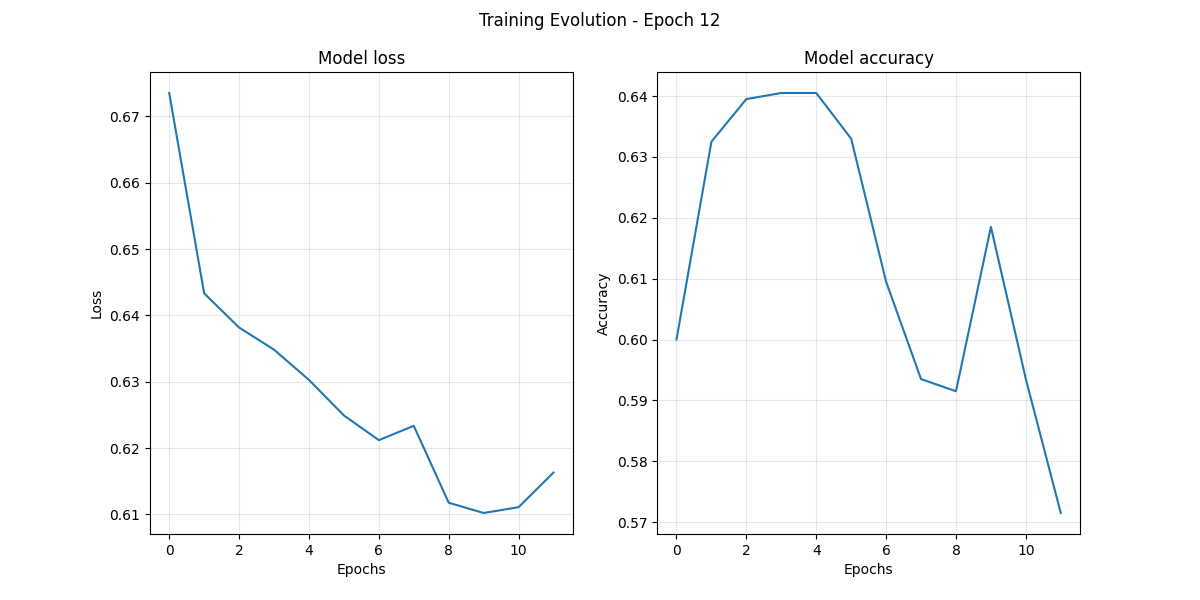 Training Evolution - Epoch 12
Model loss
0.67
0.66
0.65
0.64
0.63
0.62
0.61
Loss
0 2 4 6 8 10
Epochs
Model accuracy
0.64
0.63
0.62
0.61
0.60
0.59
0.58
0.57
Accuracy
0 2 4 6 8 10
Epochs